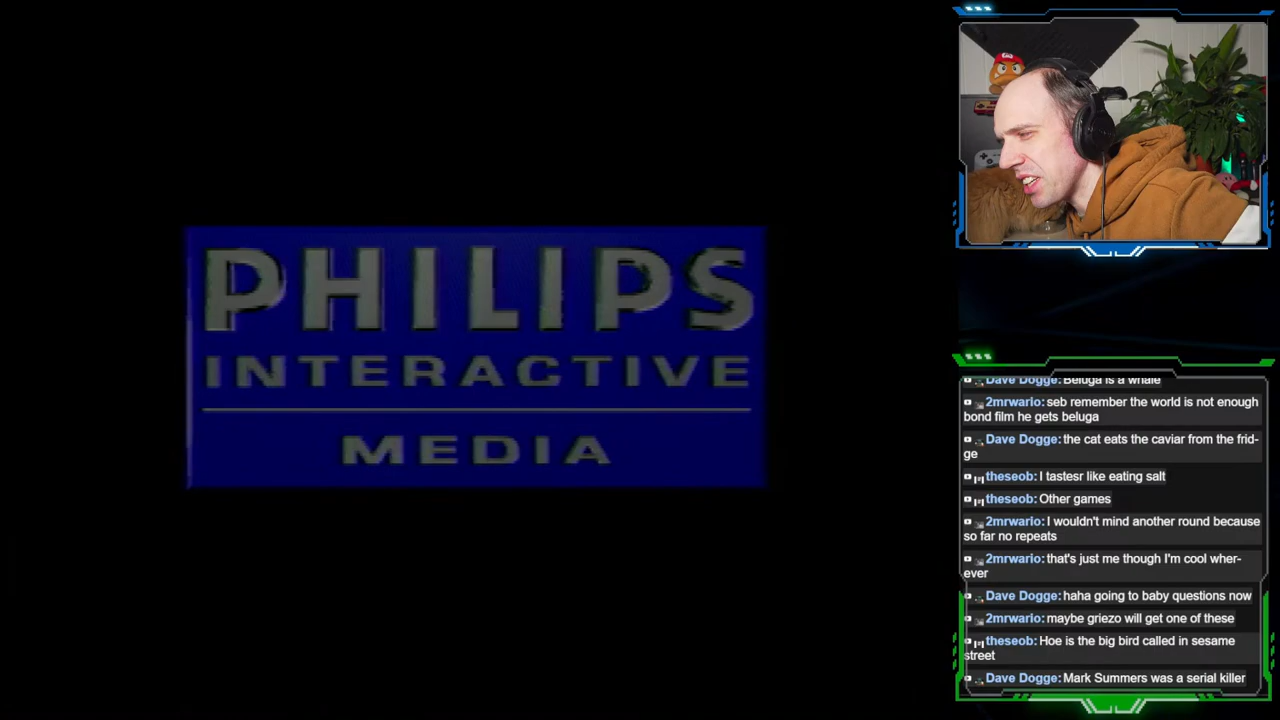 PHILIPS
INTERACTIVE
MEDIA
Dave Dogge: Beluga is a whale
2mrwario: seb remember the world is not enough
bond film he gets beluga
Dave Dogge: the cat eats the caviar from the frid-
ge
theseob: I tastesr like eating salt
theseob: Other games
2mrwario: I wouldn't mind another round because
so far no repeats
2mrwario: that's just me though I'm cool wher-
ever
Dave Dogge: haha going to baby questions now
2mrwario: maybe griezo will get one of these
theseob: Hoe is the big bird called in sesame
street
Dave Dogge: Mark Summers was a serial killer